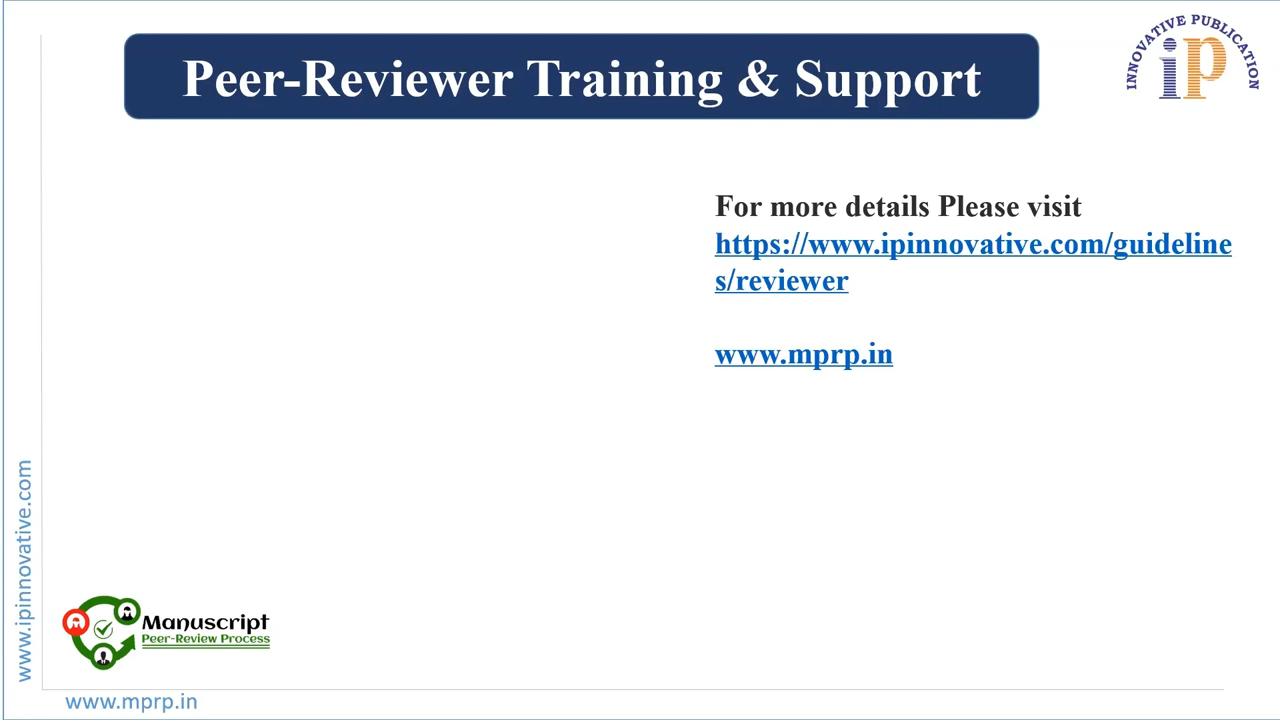 Peer-Reviewer Training & Support
INNOVATIVE PUBLICATION
iP
For more details Please visit
https://www.ipinnovative.com/guideline
s/reviewer
www.mprp.in
www.ipinnovative.com
Manuscript
Peer-Review Process
www.mprp.in